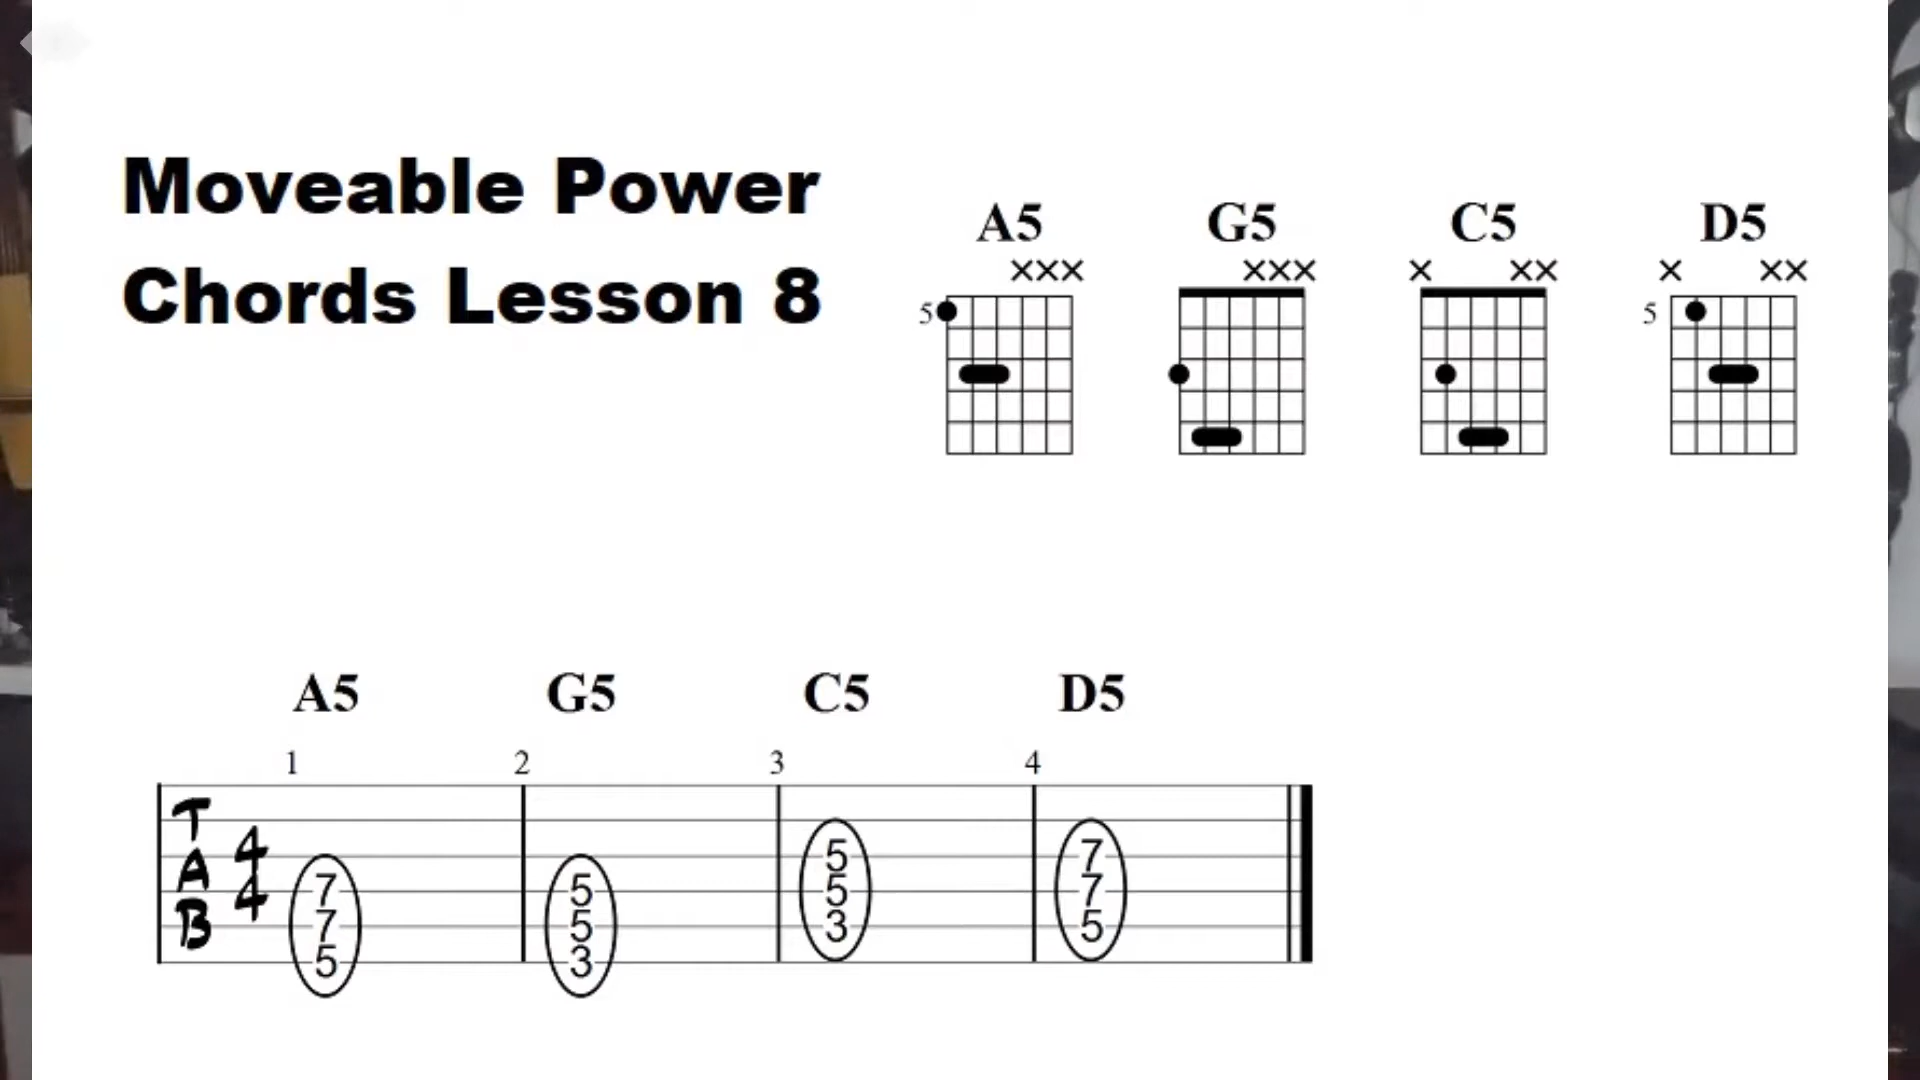 Moveable Power
Chords Lesson 8
A5 G5 C5 D5
××× ××× × ×× × ××
5 5
A5 G5 C5 D5
1 2 3 4
T
A
B
4
4
7 5 5 7
7 5 5 7
5 3 3 5